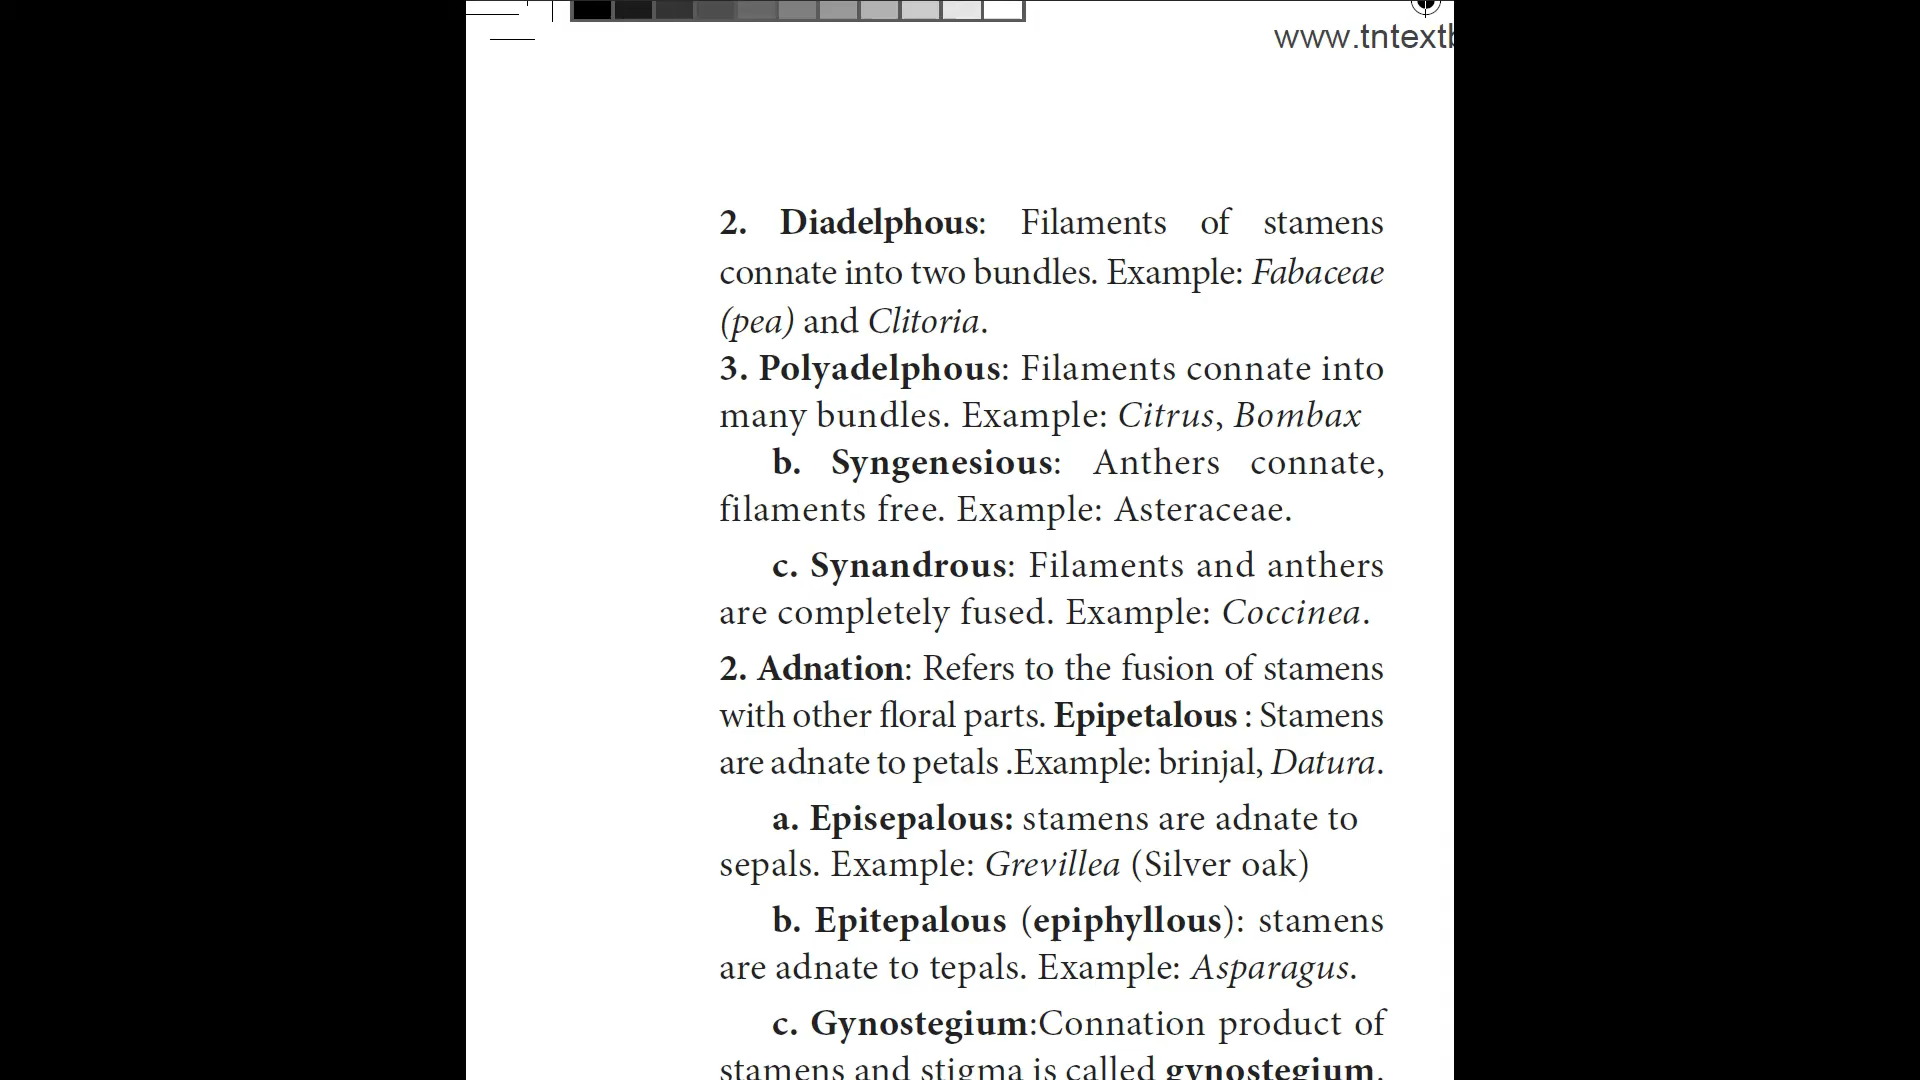 www.tntextb
2. Diadelphous: Filaments of stamens
connate into two bundles. Example: Fabaceae
(pea) and Clitoria.
3. Polyadelphous: Filaments connate into
many bundles. Example: Citrus, Bombax
b. Syngenesious: Anthers connate,
filaments free. Example: Asteraceae.
c. Synandrous: Filaments and anthers
are completely fused. Example: Coccinea.
2. Adnation: Refers to the fusion of stamens
with other floral parts. Epipetalous : Stamens
are adnate to petals .Example: brinjal, Datura.
a. Episepalous: stamens are adnate to
sepals. Example: Grevillea (Silver oak)
b. Epitepalous (epiphyllous): stamens
are adnate to tepals. Example: Asparagus.
c. Gynostegium:Connation product of
stamens and stigma is called gynostegium.